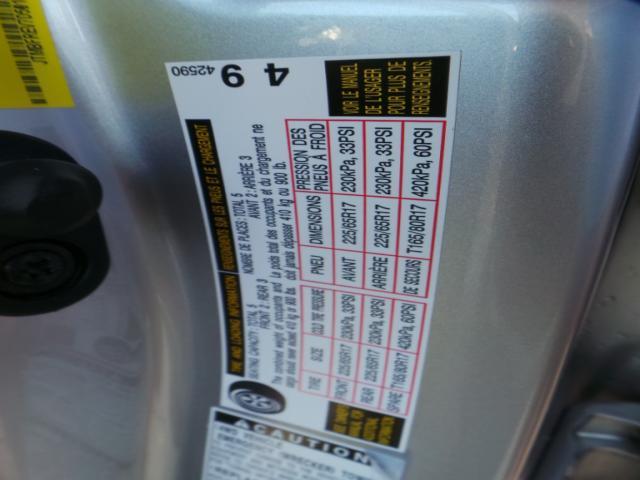 TIRE AND LOADING INFORMATION
RENSEIGNEMENTS SUR LES PNEUS ET LE CHARGEMENT
SEATING CAPACITY : TOTAL 5
FRONT 2 : REAR 3
NOMBRE DE PLACES : TOTAL 5
AVANT 2 : ARRIÈRE 3
The combined weight of occupants and
cargo should never exceed 410 kg or 900 lb.
Le poids total des occupants et du chargement ne
doit jamais dépasser 410 kg ou 900 lb.
TIRE SIZE COLD TIRE PRESSURE
FRONT 225/65R17 230kPa, 33PSI
REAR 225/65R17 230kPa, 33PSI
SPARE T165/80R17 420kPa, 60PSI
PNEU DIMENSIONS PRESSION DES
PNEUS À FROID
AVANT 225/65R17 230kPa, 33PSI
ARRIÈRE 225/65R17 230kPa, 33PSI
DE SECOURS T165/80R17 420kPa, 60PSI
VOIR LE MANUEL
DE L'USAGER
POUR PLUS DE
RENSEIGNEMENTS.
42590
4 9
CAUTION